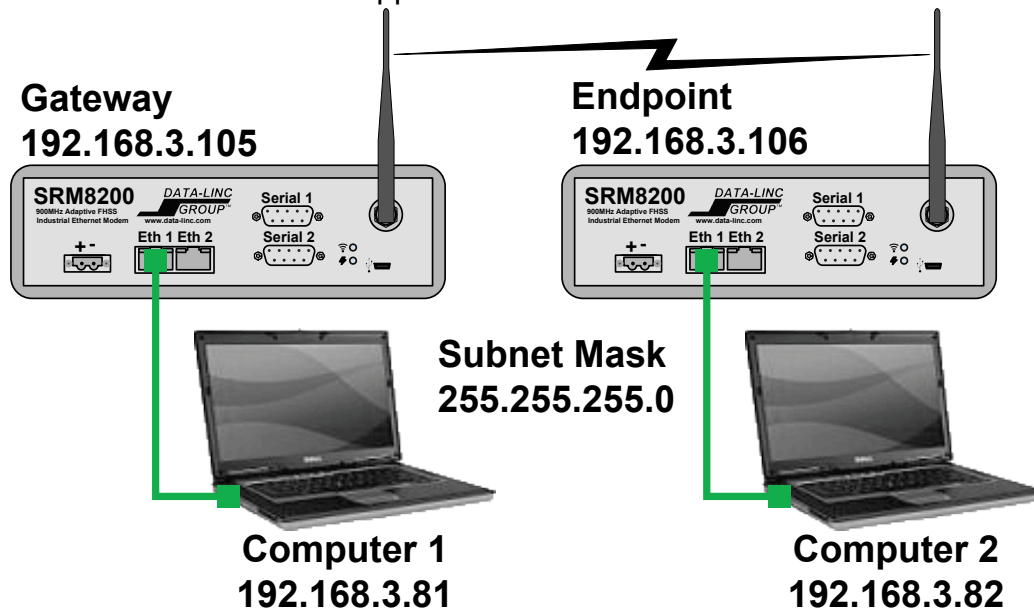 Gateway
192.168.3.105
Endpoint
192.168.3.106
SRM8200
900MHz Adaptive FHSS
Industrial Ethernet Modem
DATA-LINC
GROUP™
www.data-linc.com
Serial 1
Serial 2
+ -
Eth 1 Eth 2
SRM8200
900MHz Adaptive FHSS
Industrial Ethernet Modem
DATA-LINC
GROUP™
www.data-linc.com
Serial 1
Serial 2
+ -
Eth 1 Eth 2
Subnet Mask
255.255.255.0
Computer 1
192.168.3.81
Computer 2
192.168.3.82